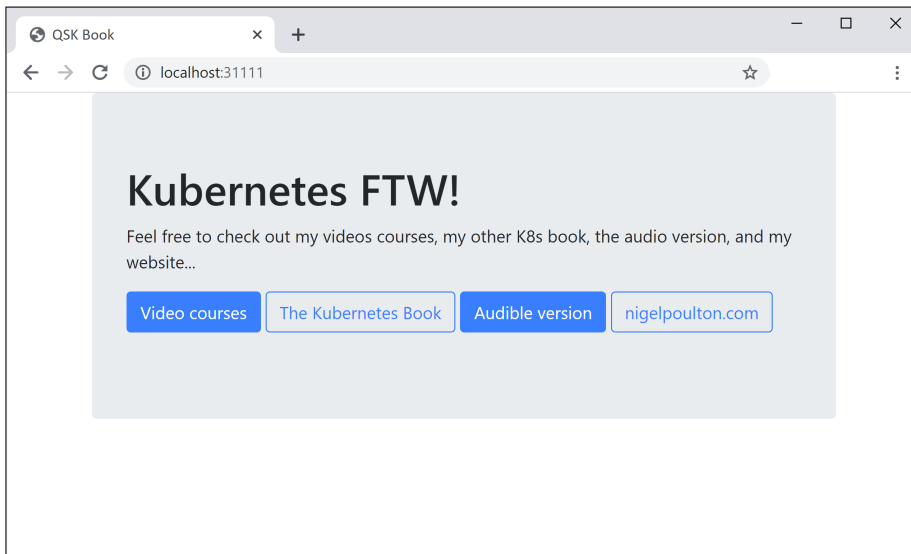 QSK Book
localhost:31111
Kubernetes FTW!
Feel free to check out my videos courses, my other K8s book, the audio version, and my
website...
Video courses The Kubernetes Book Audible version nigelpoulton.com